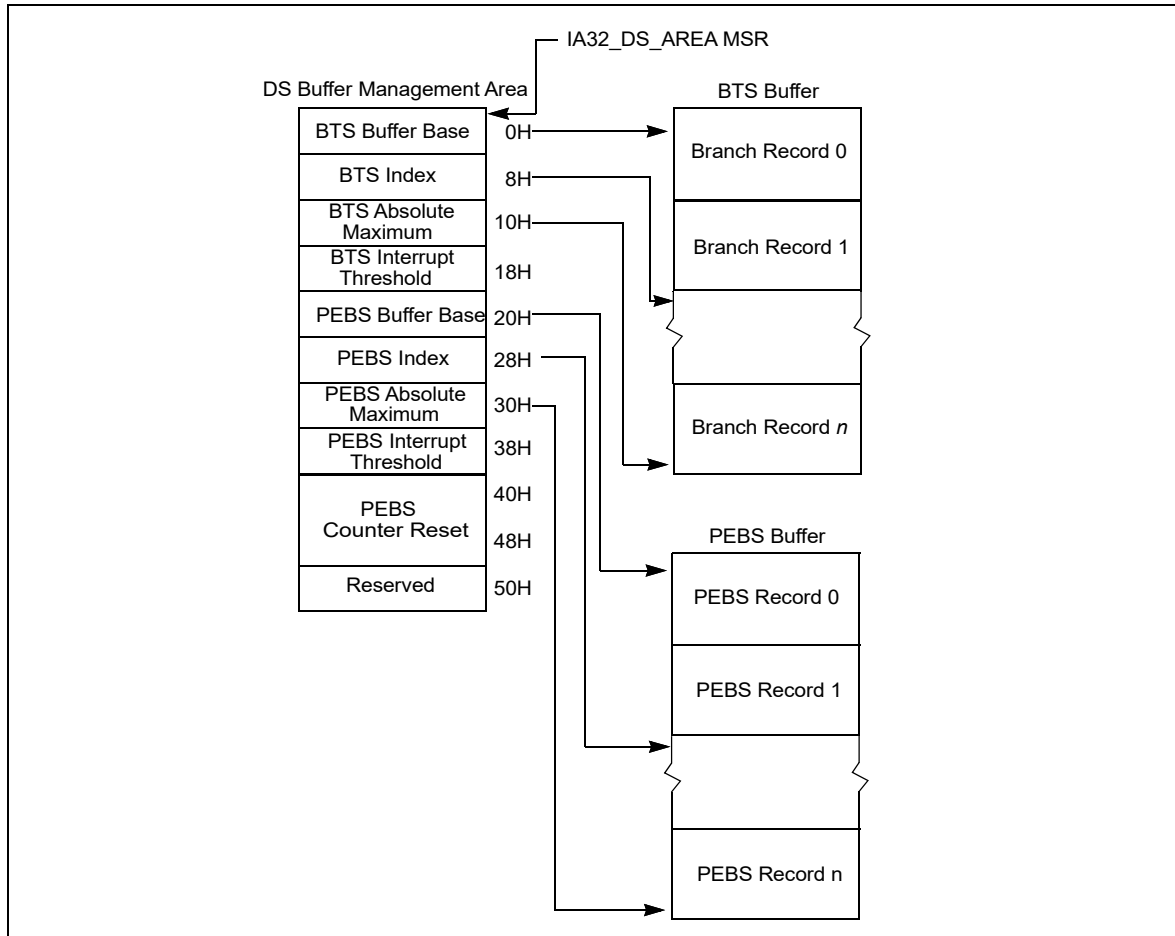 IA32_DS_AREA MSR
DS Buffer Management Area
BTS Buffer Base 0H
BTS Index 8H
BTS Absolute
Maximum 10H
BTS Interrupt
Threshold 18H
PEBS Buffer Base 20H
PEBS Index 28H
PEBS Absolute
Maximum 30H
PEBS Interrupt
Threshold 38H
40H
PEBS
Counter Reset
48H
Reserved 50H
BTS Buffer
Branch Record 0
Branch Record 1
Branch Record n
PEBS Buffer
PEBS Record 0
PEBS Record 1
PEBS Record n